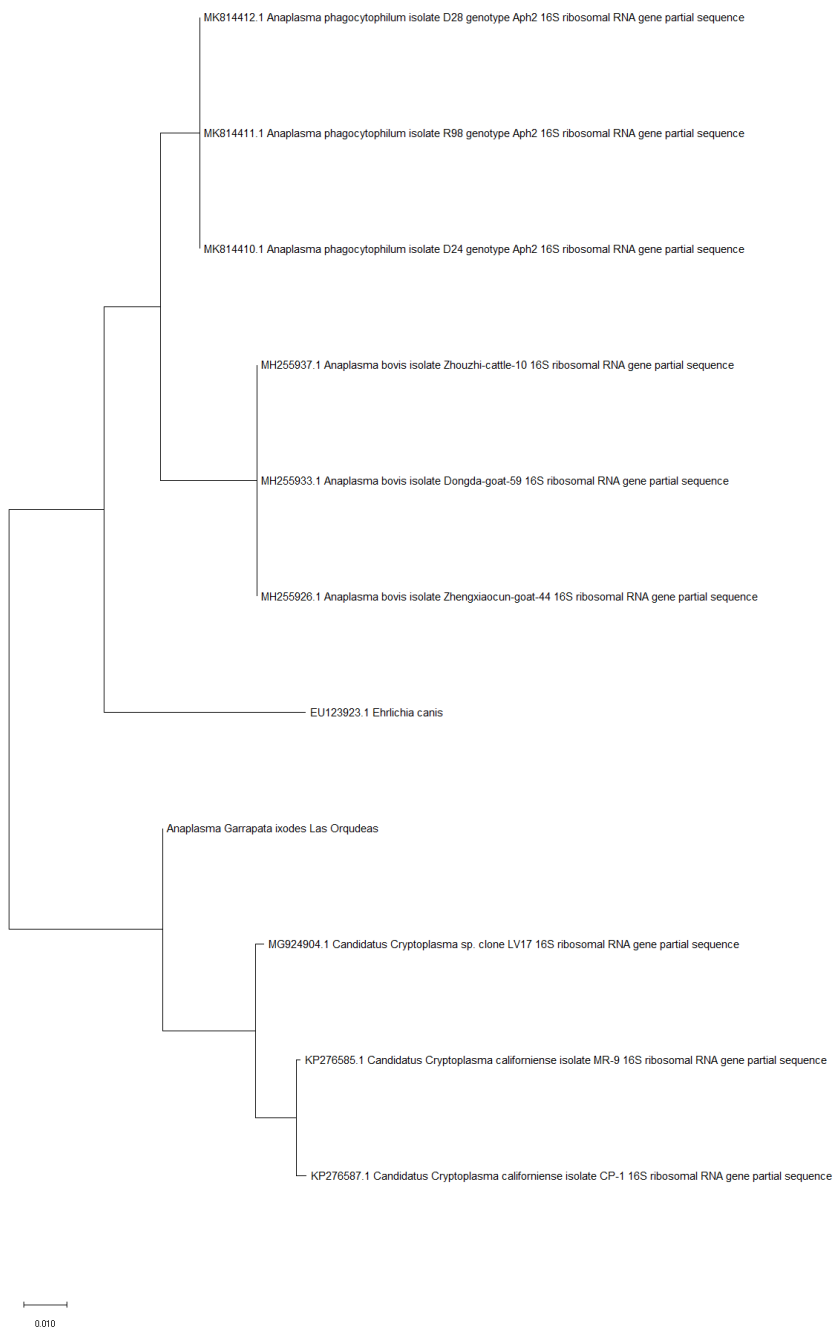 MK814412.1 Anaplasma phagocytophilum isolate D28 genotype Aph2 16S ribosomal RNA gene partial sequence
MK814411.1 Anaplasma phagocytophilum isolate R98 genotype Aph2 16S ribosomal RNA gene partial sequence
MK814410.1 Anaplasma phagocytophilum isolate D24 genotype Aph2 16S ribosomal RNA gene partial sequence
MH255937.1 Anaplasma bovis isolate Zhouzhi-cattle-10 16S ribosomal RNA gene partial sequence
MH255933.1 Anaplasma bovis isolate Dongda-goat-59 16S ribosomal RNA gene partial sequence
MH255926.1 Anaplasma bovis isolate Zhengxiaocun-goat-44 16S ribosomal RNA gene partial sequence
EU123923.1 Ehrlichia canis
Anaplasma Garrapata ixodes Las Orqudeas
MG924904.1 Candidatus Cryptoplasma sp. clone LV17 16S ribosomal RNA gene partial sequence
KP276585.1 Candidatus Cryptoplasma californiense isolate MR-9 16S ribosomal RNA gene partial sequence
KP276587.1 Candidatus Cryptoplasma californiense isolate CP-1 16S ribosomal RNA gene partial sequence
0.010